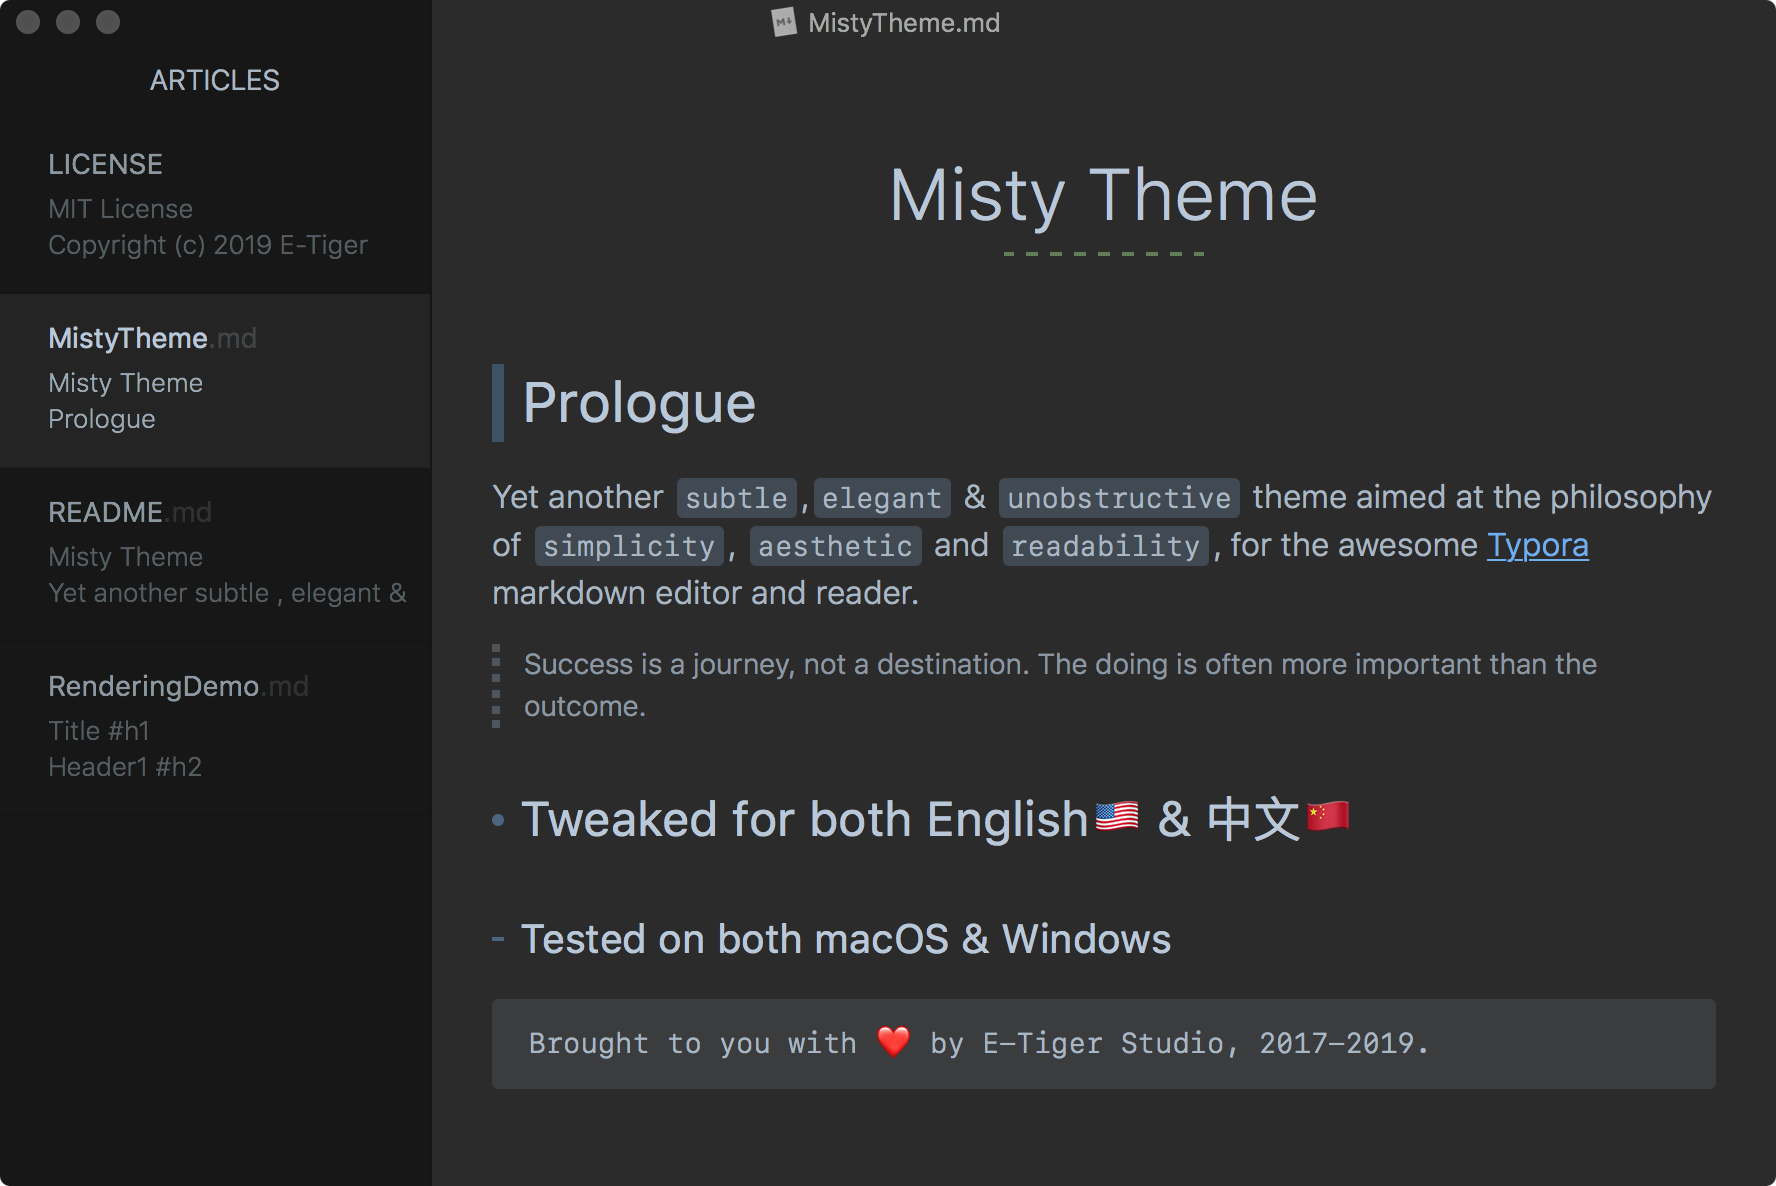 MistyTheme.md
ARTICLES
LICENSE
MIT License
Copyright (c) 2019 E-Tiger
MistyTheme.md
Misty Theme
Prologue
README.md
Misty Theme
Yet another subtle , elegant &
RenderingDemo.md
Title #h1
Header1 #h2
Misty Theme
Prologue
Yet another subtle, elegant & unobstructive theme aimed at the philosophy
of simplicity, aesthetic and readability, for the awesome Typora
markdown editor and reader.
Success is a journey, not a destination. The doing is often more important than the
outcome.
• Tweaked for both English🇺🇸 & 中文🇨🇳
- Tested on both macOS & Windows
Brought to you with ❤️ by E-Tiger Studio, 2017-2019.